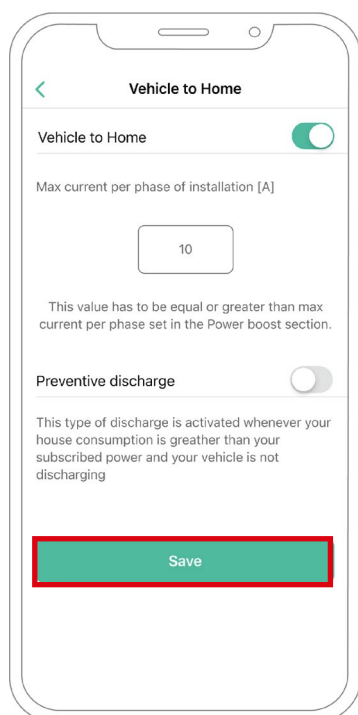 Vehicle to Home
Vehicle to Home
Max current per phase of installation [A]
10
This value has to be equal or greater than max
current per phase set in the Power boost section.
Preventive discharge
This type of discharge is activated whenever your
house consumption is greather than your
subscribed power and your vehicle is not
discharging
Save